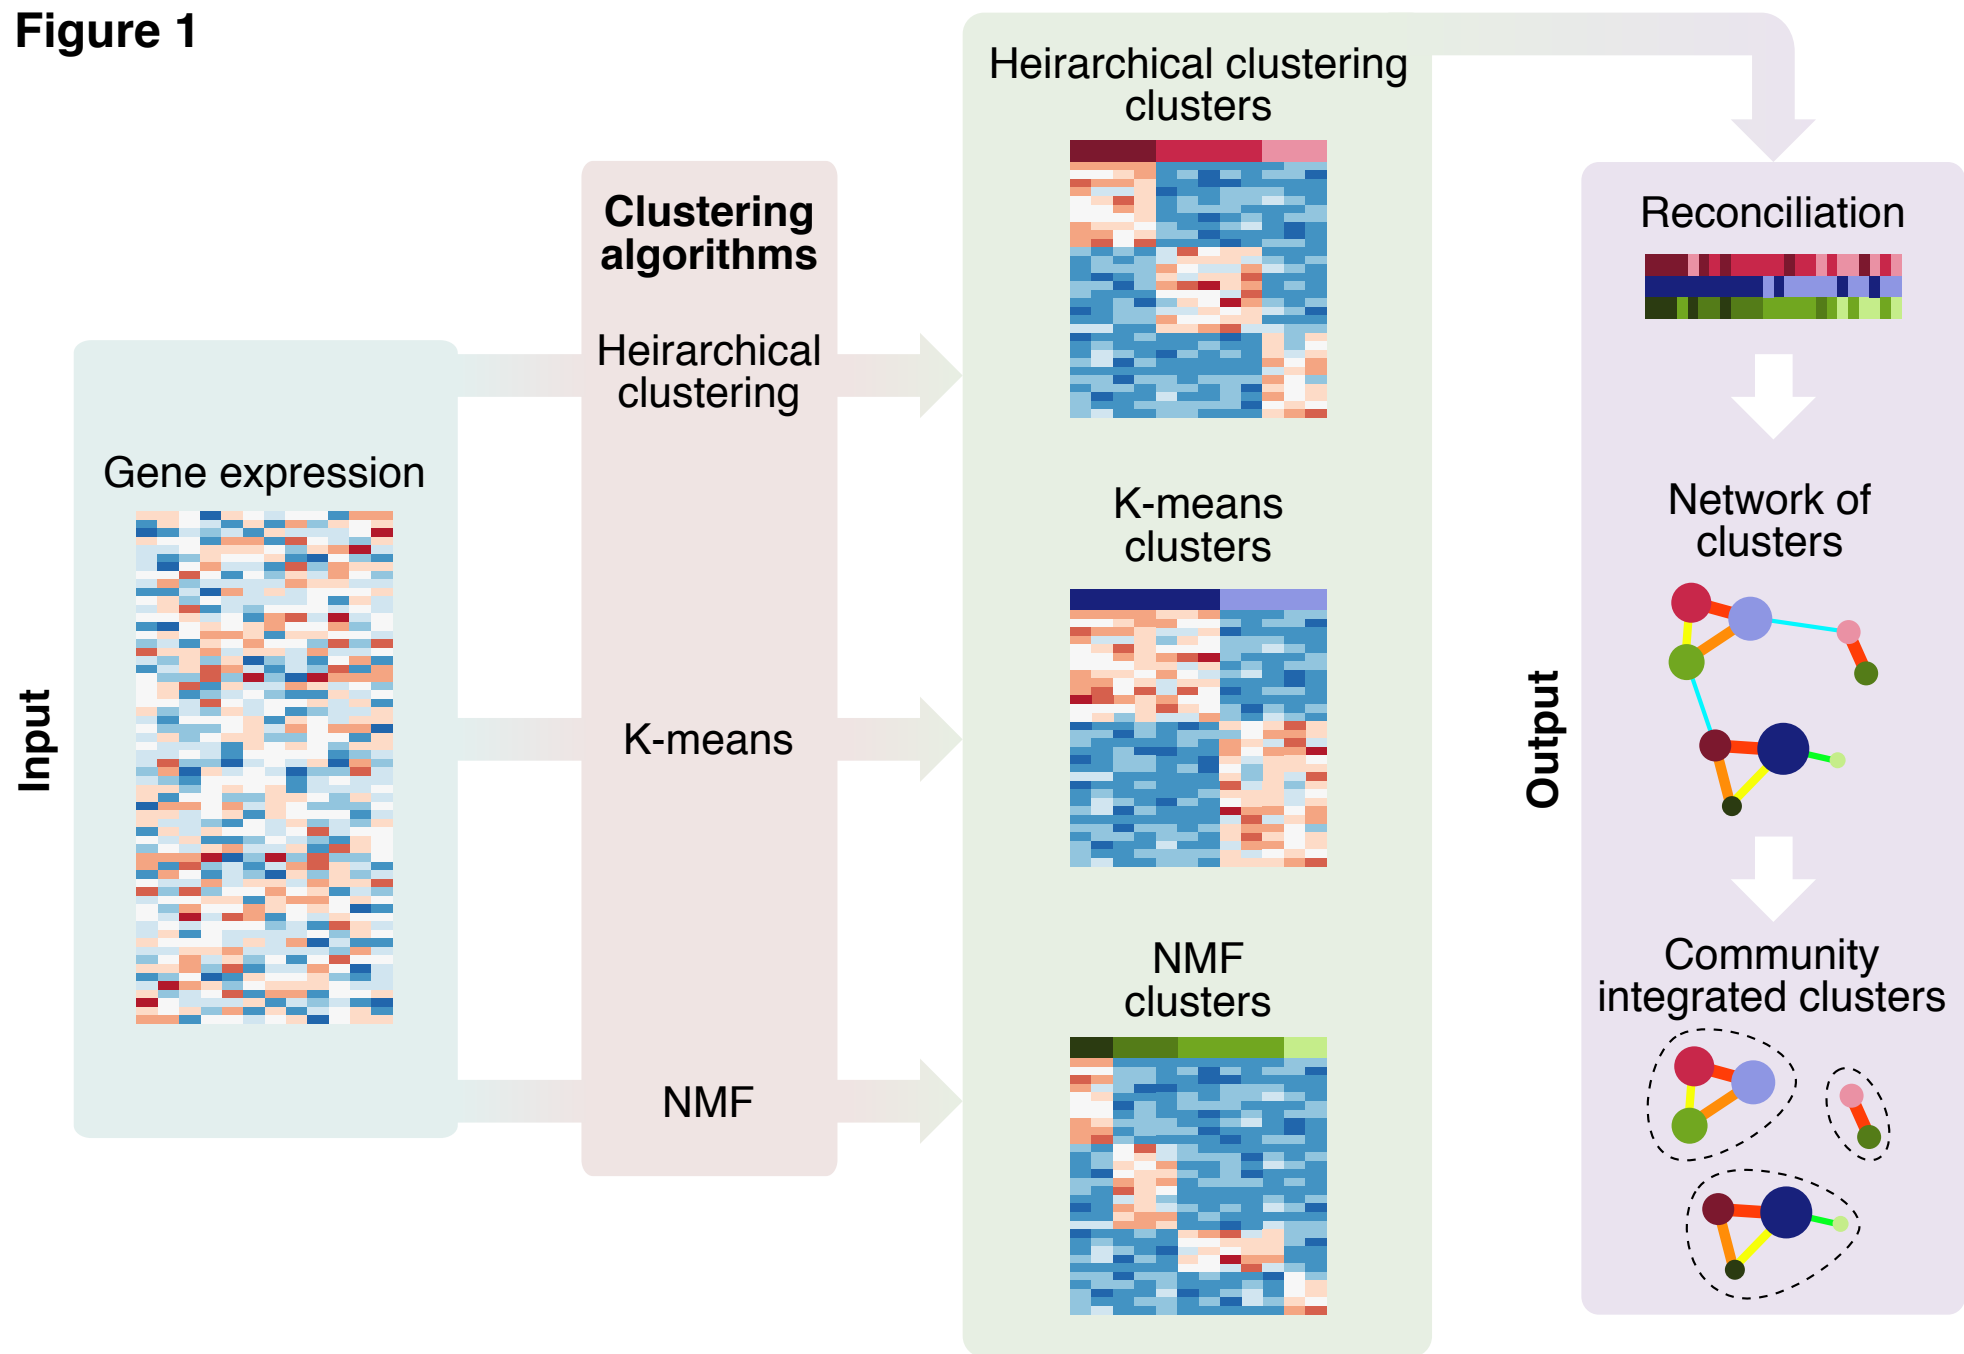 Figure 1
Input
Gene expression
Clustering
algorithms
Heirarchical
clustering
K-means
NMF
Heirarchical clustering
clusters
K-means
clusters
NMF
clusters
Output
Reconciliation
Network of
clusters
Community
integrated clusters